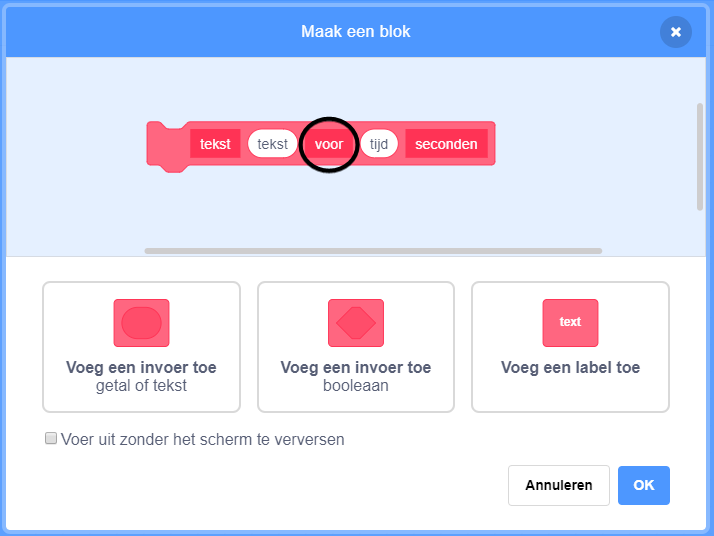 Maak een blok
tekst tekst voor tijd seconden
text
Voeg een invoer toe
getal of tekst
Voeg een invoer toe
booleaan
Voeg een label toe
Voer uit zonder het scherm te verversen
Annuleren OK